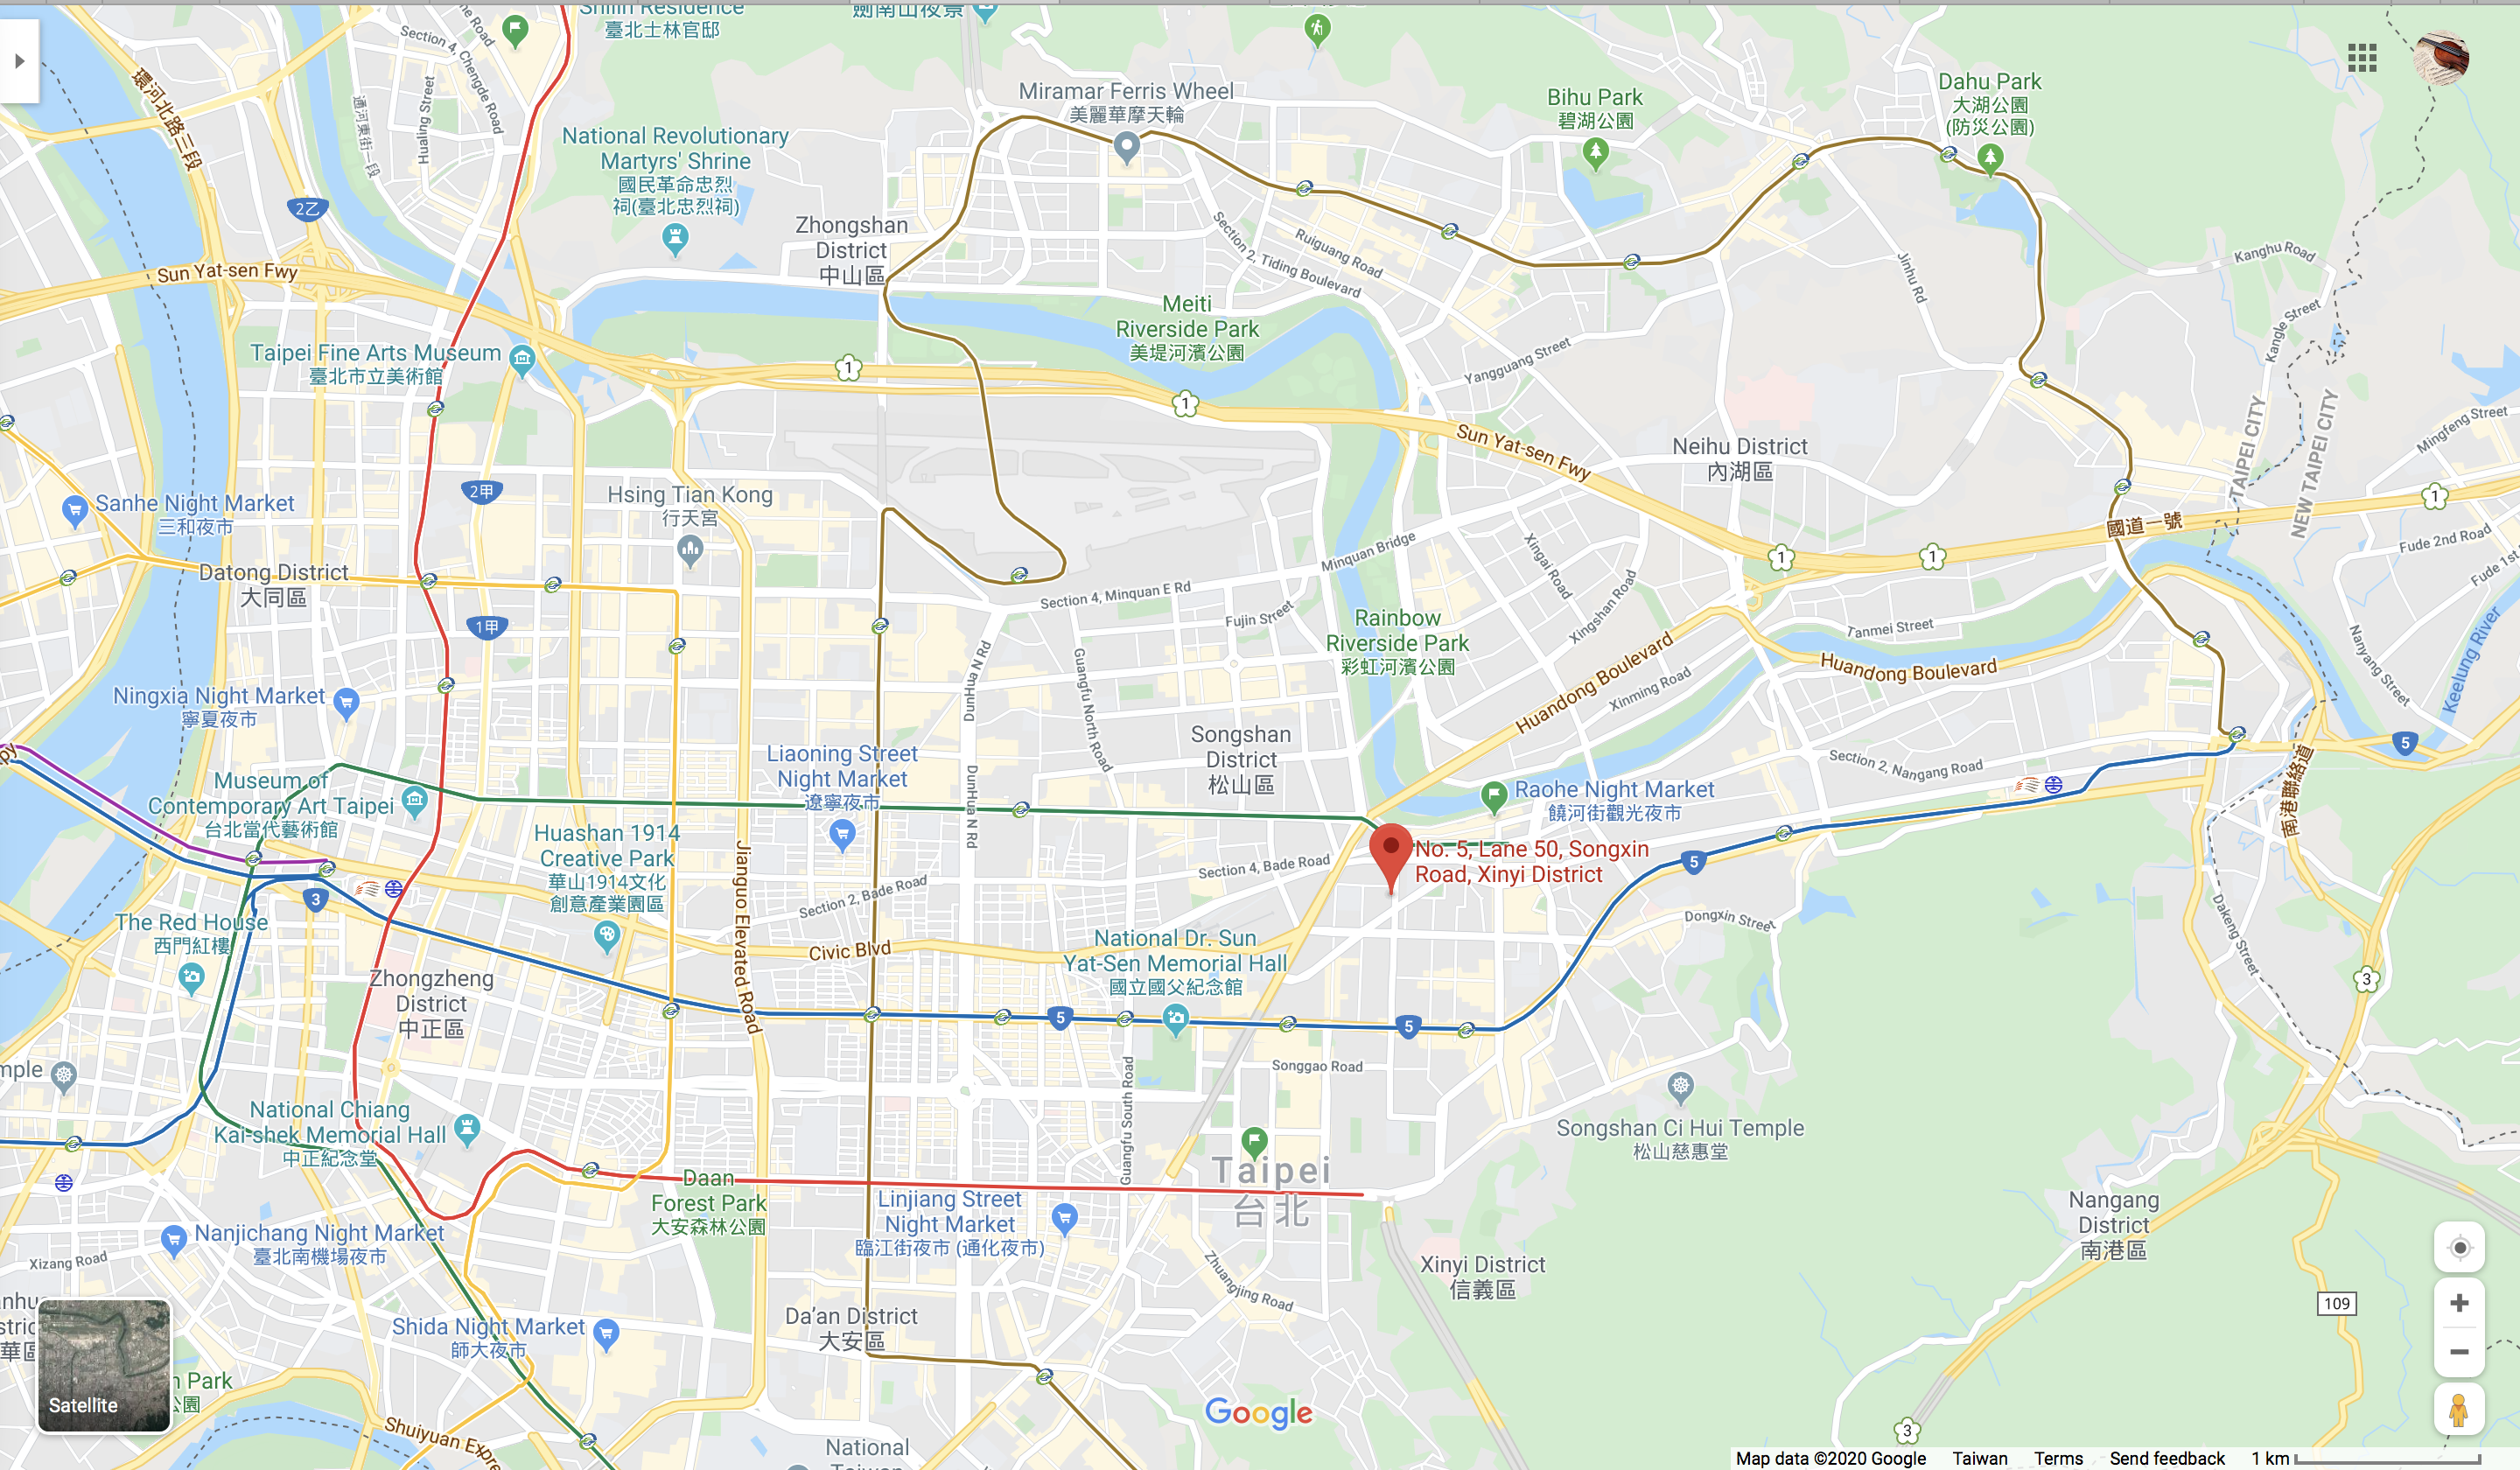 Shilin Residence
臺北士林官邸
劍南山夜景
Section 4, Chengde Road
環河北路三段
通河東街一段
Hualing Street
Miramar Ferris Wheel
美麗華摩天輪
Bihu Park
碧湖公園
Dahu Park
大湖公園
(防災公園)
National Revolutionary
Martyrs' Shrine
國民革命忠烈
祠(臺北忠烈祠)
2乙
Zhongshan
District
中山區
Section 2, Tiding Boulevard
Ruiguang Road
Jinhu Rd
Kanghu Road
Kangle Street
Sun Yat-sen Fwy
Meiti
Riverside Park
美堤河濱公園
Taipei Fine Arts Museum
臺北市立美術館
1
1
Yangguang Street
Sun Yat-sen Fwy
Neihu District
內湖區
TAIPEI CITY
NEW TAIPEI CITY
Mingfeng Street
1
Sanhe Night Market
三和夜市
2甲
Hsing Tian Kong
行天宮
國道一號
Fude 2nd Road
Fude 1st
Minquan Bridge
Xingai Road
1
1
Datong District
大同區
Section 4, Minquan E Rd
Fujin Street
Xingshan Road
1甲
Rainbow
Riverside Park
彩虹河濱公園
Tanmei Street
Huandong Boulevard
Huandong Boulevard
Xinming Road
Nanyang Street
Keelung River
DunHua N Rd
Guangfu North Road
Ningxia Night Market
寧夏夜市
Songshan
District
松山區
Liaoning Street
Night Market
遼寧夜市
DunHua N Rd
Section 2, Nangang Road
5
南港聯絡道
Museum of
Contemporary Art Taipei
台北當代藝術館
Raohe Night Market
饒河街觀光夜市
Huashan 1914
Creative Park
華山1914文化
創意產業園區
Jianguo Elevated Road
Section 4, Bade Road
No. 5, Lane 50, Songxin
Road, Xinyi District
5
3
Section 2, Bade Road
The Red House
西門紅樓
Dongxin Street
Dakeng Street
Civic Blvd
National Dr. Sun
Yat-Sen Memorial Hall
國立國父紀念館
Zhongzheng
District
中正區
3
5
5
mple
Songgao Road
Guangfu South Road
National Chiang
Kai-shek Memorial Hall
中正紀念堂
Songshan Ci Hui Temple
松山慈惠堂
Taipei
台北
Daan
Forest Park
大安森林公園
Linjiang Street
Night Market
臨江街夜市 (通化夜市)
Nangang
District
南港區
Nanjichang Night Market
臺北南機場夜市
Xizang Road
Zhuangjing Road
Xinyi District
信義區
109
Da'an District
大安區
Shida Night Market
師大夜市
Satellite
n Park
公園
Shuiyuan Expre
Google
National
3
Map data ©2020 Google Taiwan Terms Send feedback 1 km